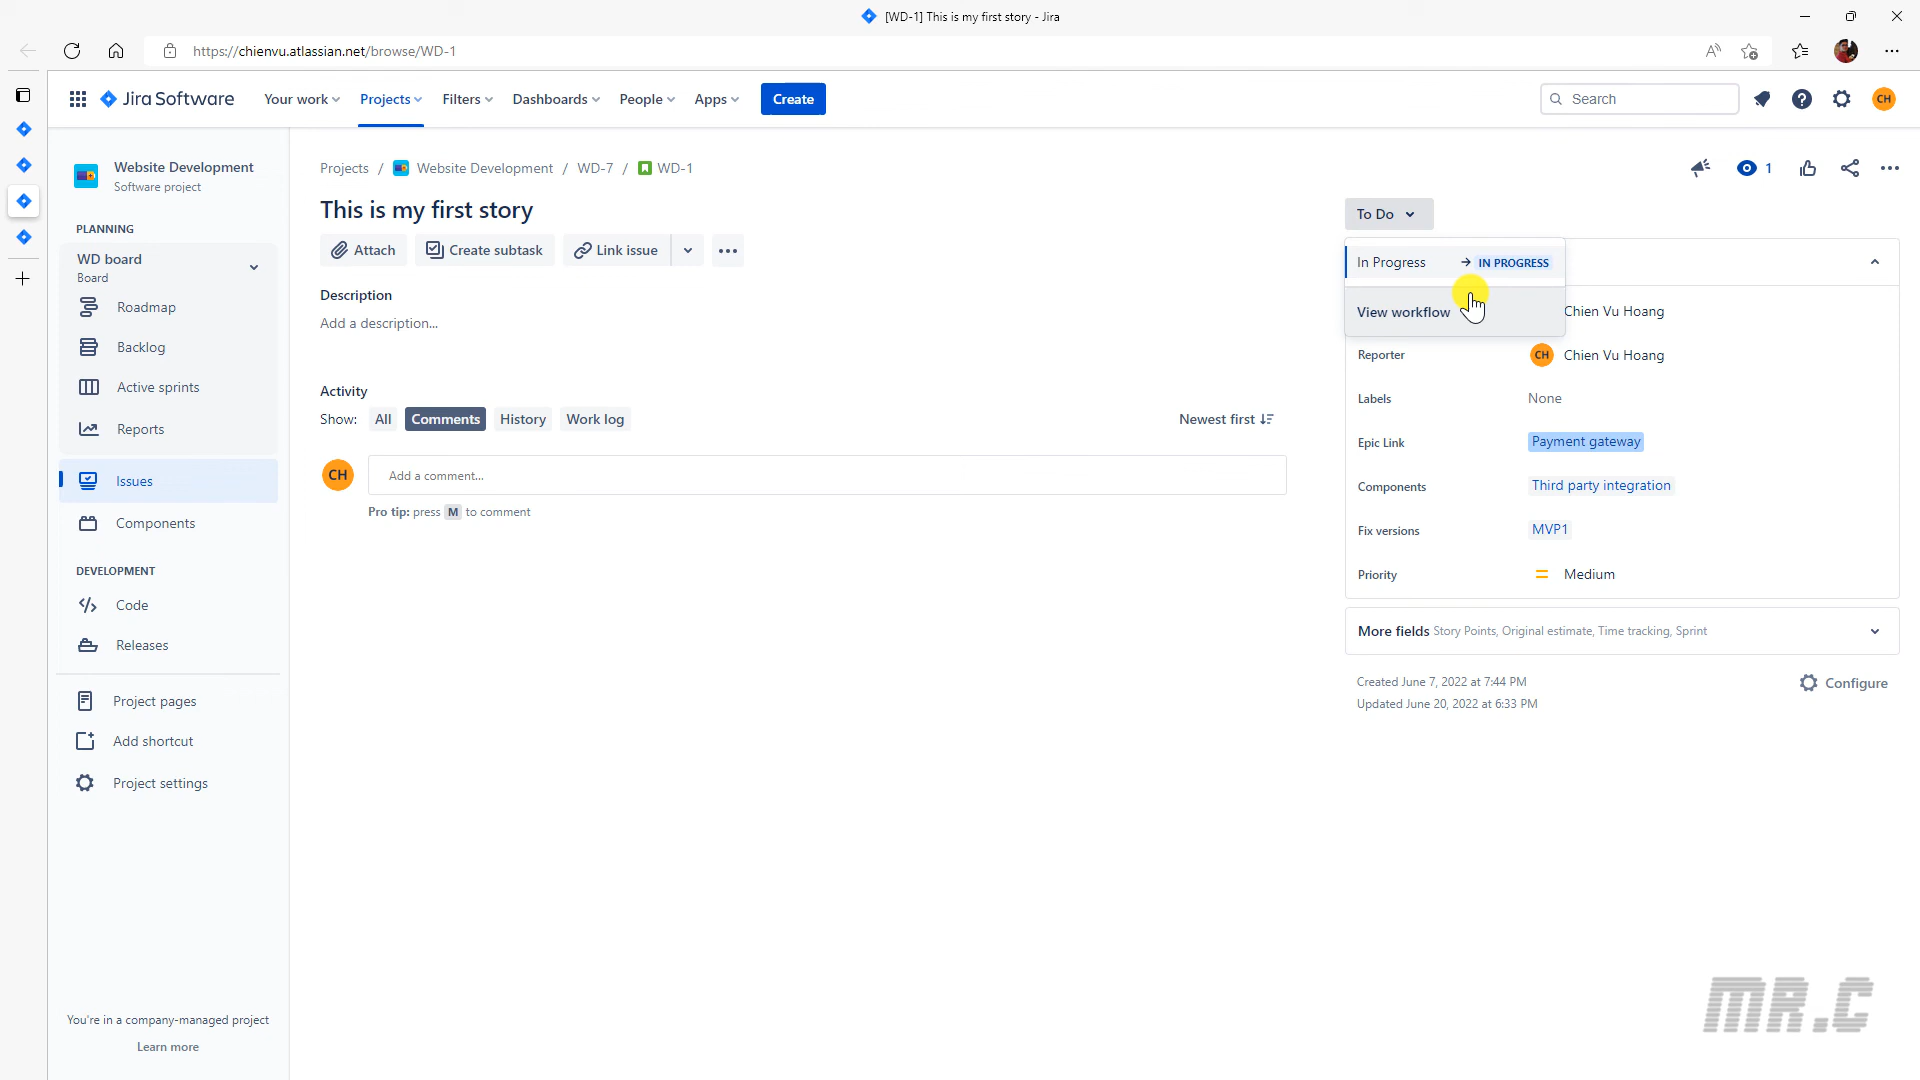 [WD-1] This is my first story - Jira
https://chienvu.atlassian.net/browse/WD-1
Jira Software
Your work
Projects
Filters
Dashboards
People
Apps
Create
Search
CH
Website Development
Software project
PLANNING
WD board
Board
Roadmap
Backlog
Active sprints
Reports
Issues
Components
DEVELOPMENT
Code
Releases
Project pages
Add shortcut
Project settings
You're in a company-managed project
Learn more
Projects / Website Development / WD-7 / WD-1
1
This is my first story
Attach
Create subtask
Link issue
Description
Add a description...
Activity
Show: All Comments History Work log
Newest first
CH
Add a comment...
Pro tip: press M to comment
To Do
In Progress → IN PROGRESS
View workflow
Chien Vu Hoang
Reporter CH Chien Vu Hoang
Labels None
Epic Link Payment gateway
Components Third party integration
Fix versions MVP1
Priority Medium
More fields Story Points, Original estimate, Time tracking, Sprint
Created June 7, 2022 at 7:44 PM
Updated June 20, 2022 at 6:33 PM
Configure
MR.C